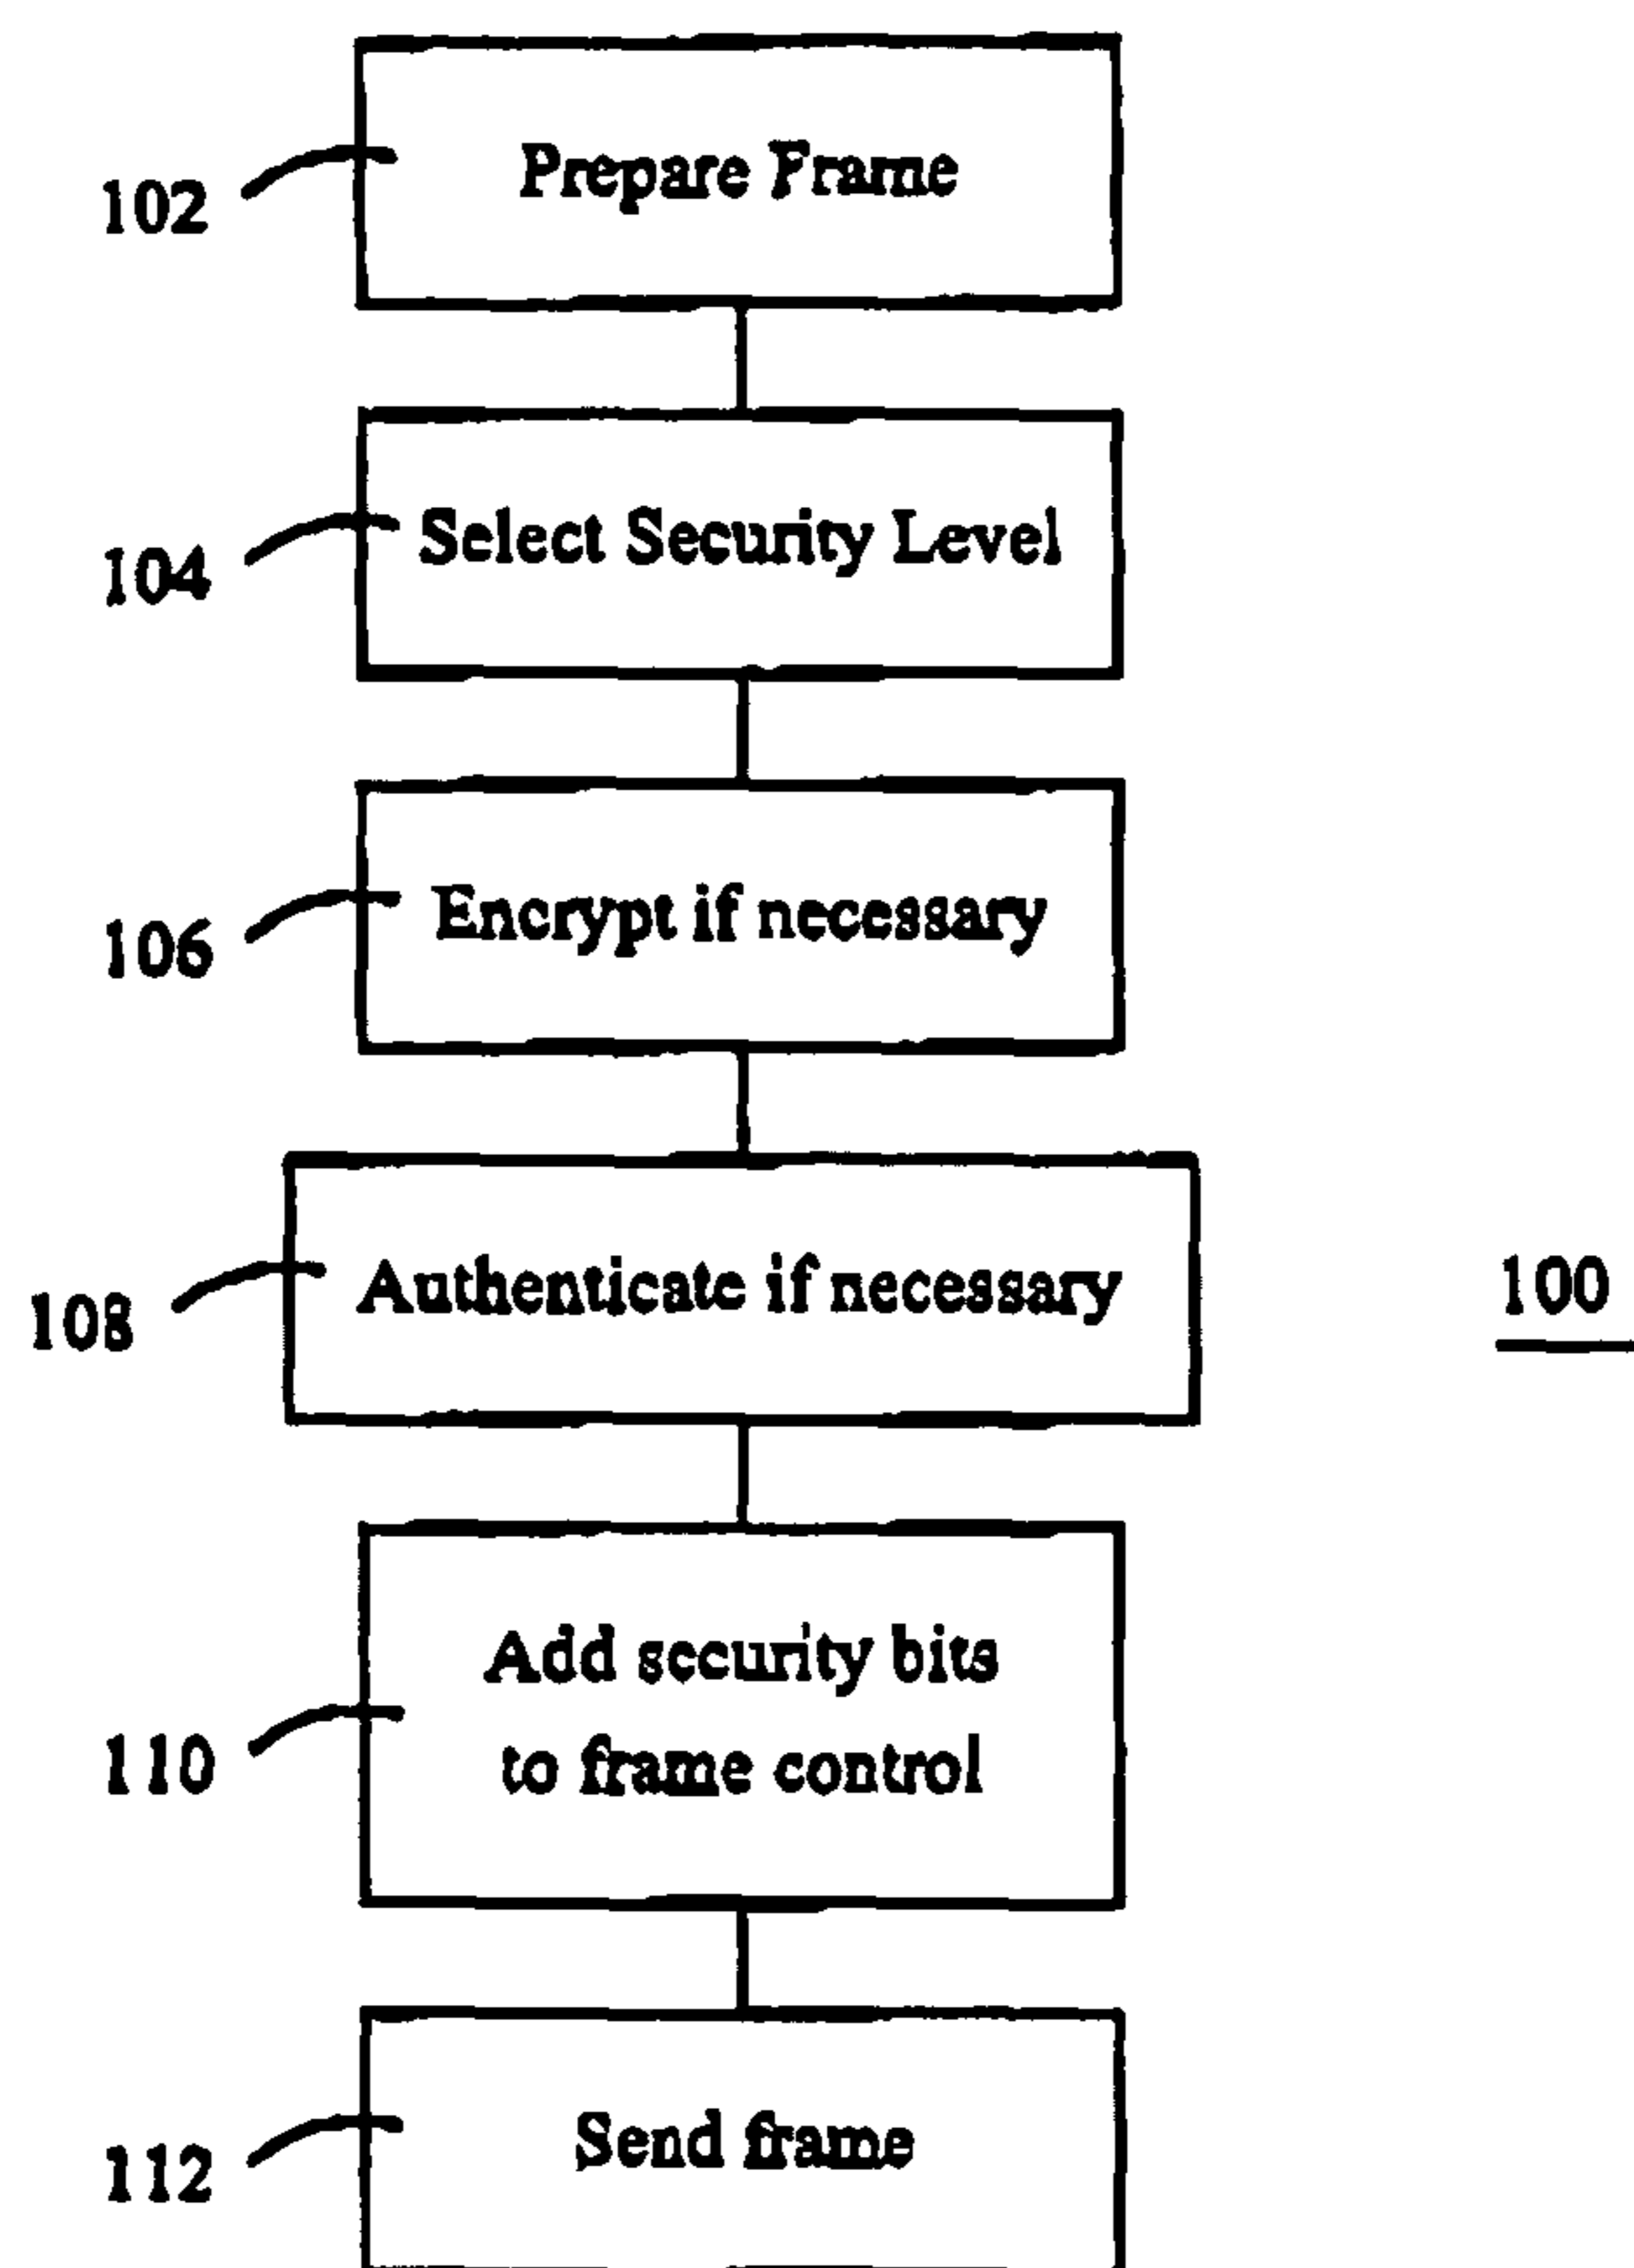 Prepare Frame
102
Select Security Level
104
Encrypt if necessary
106
Authenticate if necessary
108
100
Add security bits
to frame control
110
Send frame
112